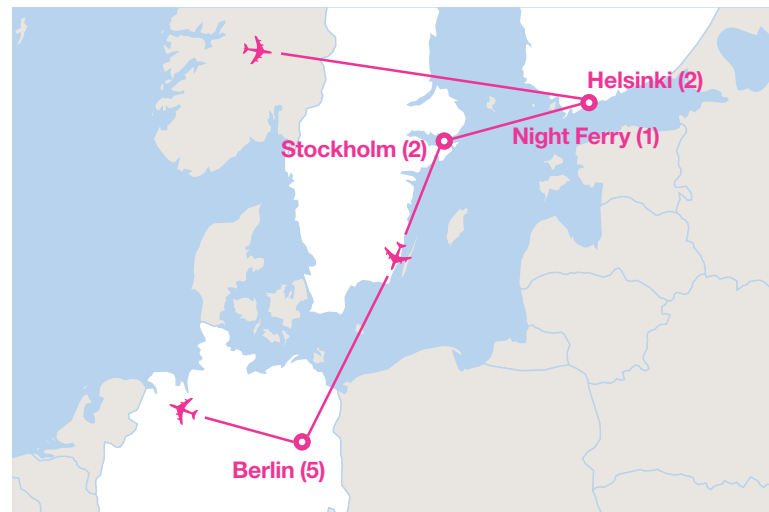 Helsinki (2)
Night Ferry (1)
Stockholm (2)
Berlin (5)